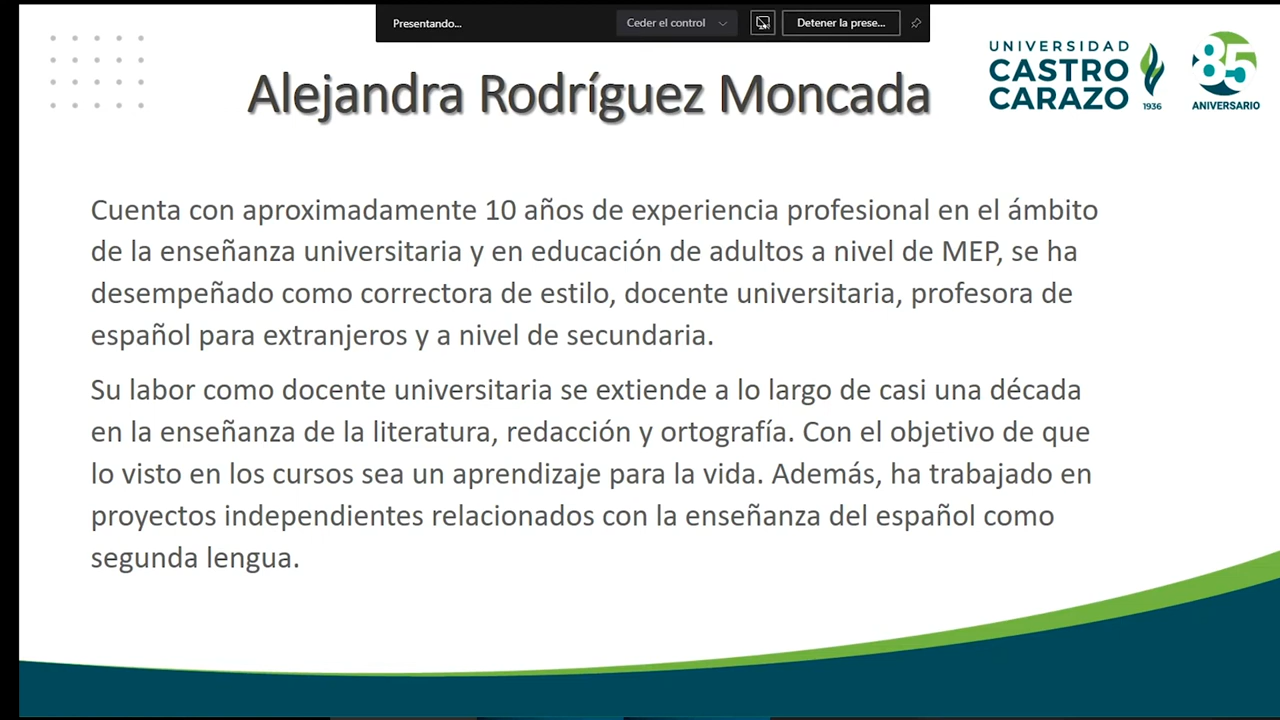 Presentando...
Ceder el control
Detener la prese...
Alejandra Rodríguez Moncada
UNIVERSIDAD
CASTRO
CARAZO
1936
85
ANIVERSARIO
Cuenta con aproximadamente 10 años de experiencia profesional en el ámbito
de la enseñanza universitaria y en educación de adultos a nivel de MEP, se ha
desempeñado como correctora de estilo, docente universitaria, profesora de
español para extranjeros y a nivel de secundaria.
Su labor como docente universitaria se extiende a lo largo de casi una década
en la enseñanza de la literatura, redacción y ortografía. Con el objetivo de que
lo visto en los cursos sea un aprendizaje para la vida. Además, ha trabajado en
proyectos independientes relacionados con la enseñanza del español como
segunda lengua.